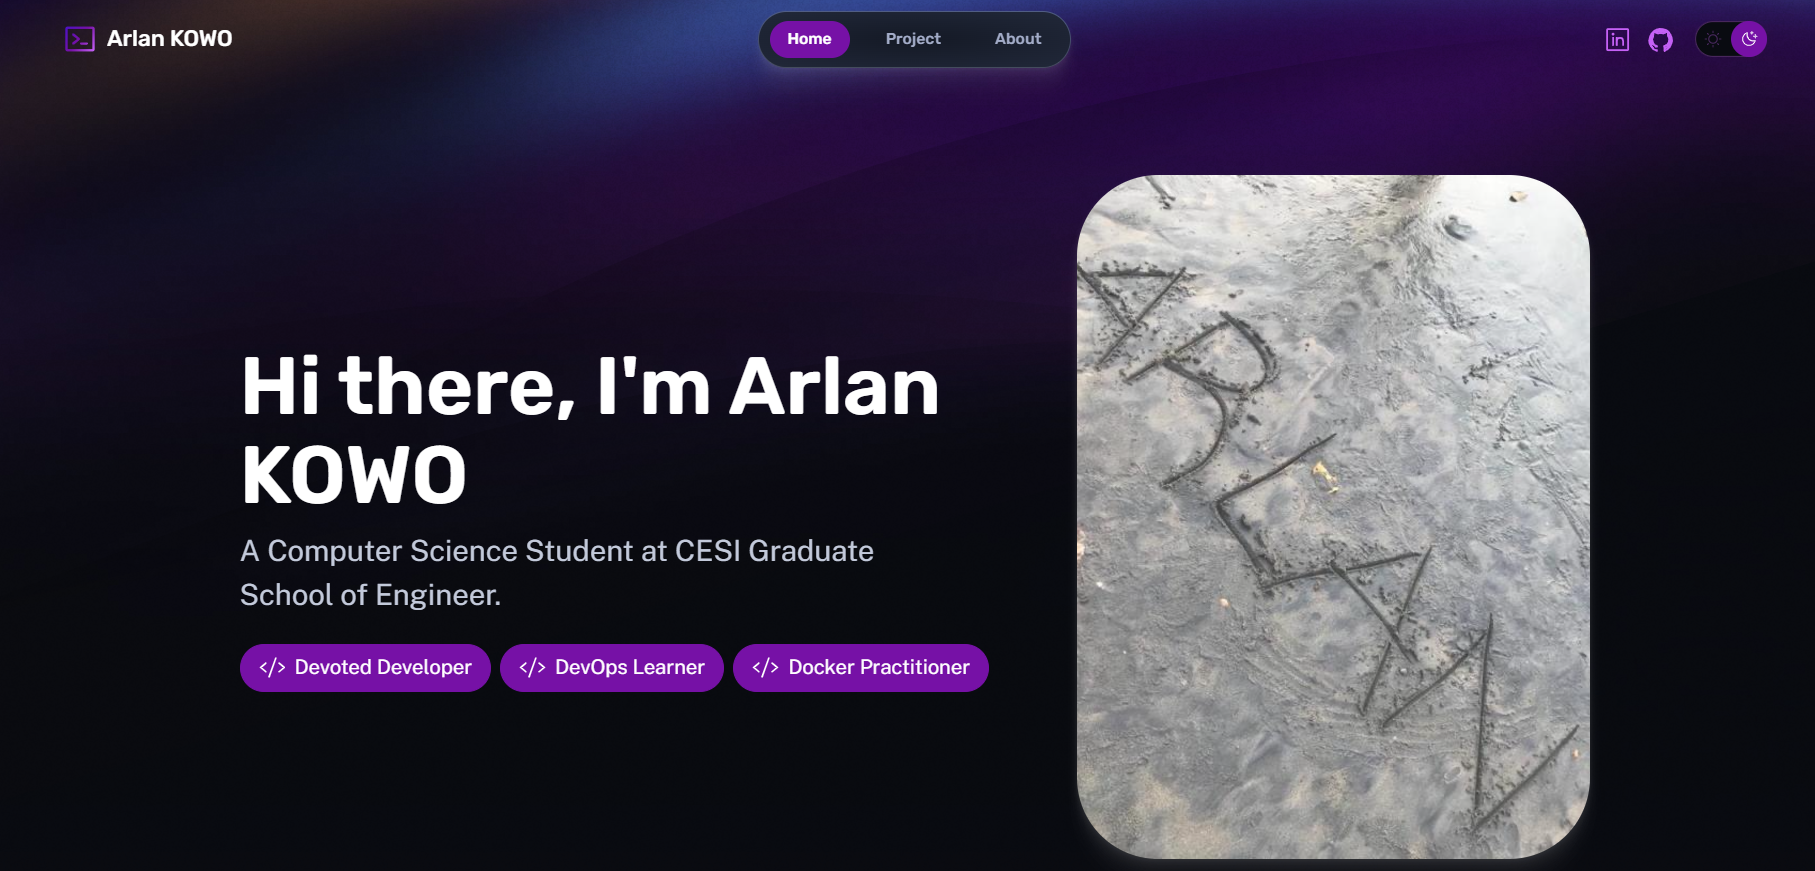 Arlan KOWO
Home
Project
About
in
Hi there, I'm Arlan
KOWO
A Computer Science Student at CESI Graduate
School of Engineer.
</> Devoted Developer
</> DevOps Learner
</> Docker Practitioner
ARLAN